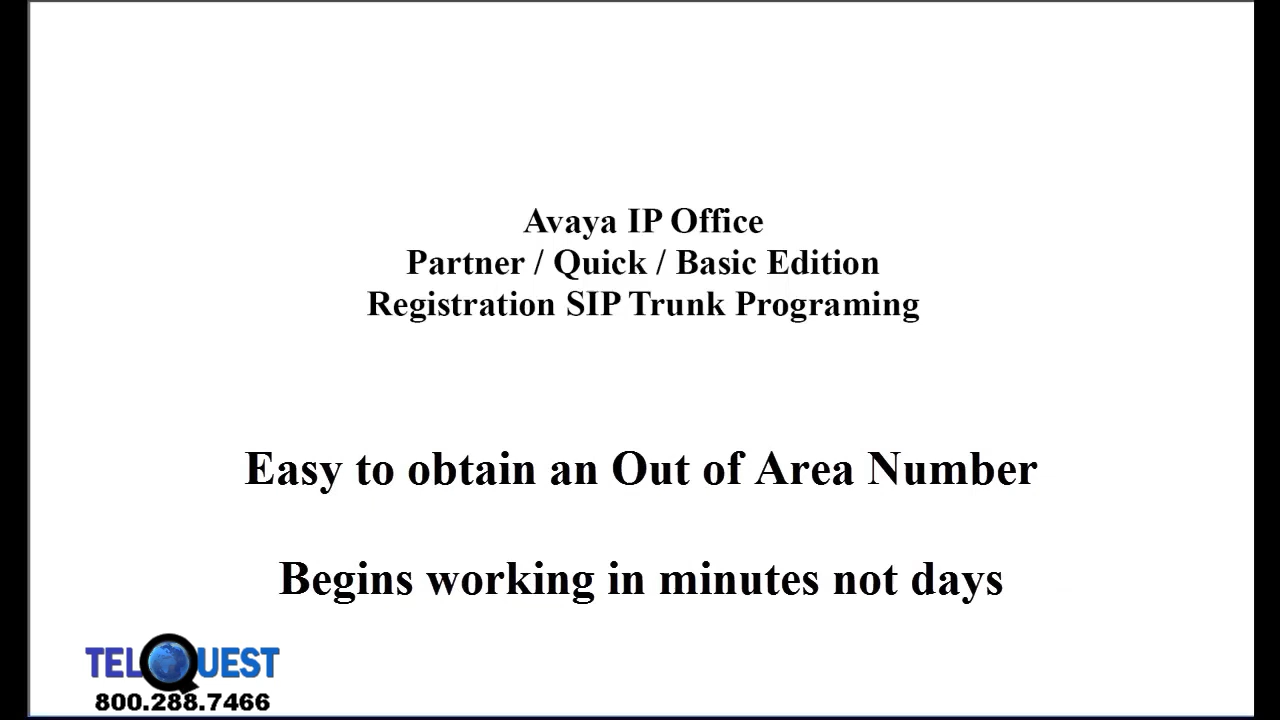 Avaya IP Office
Partner / Quick / Basic Edition
Registration SIP Trunk Programing
Easy to obtain an Out of Area Number
Begins working in minutes not days
TELQUEST
800.288.7466